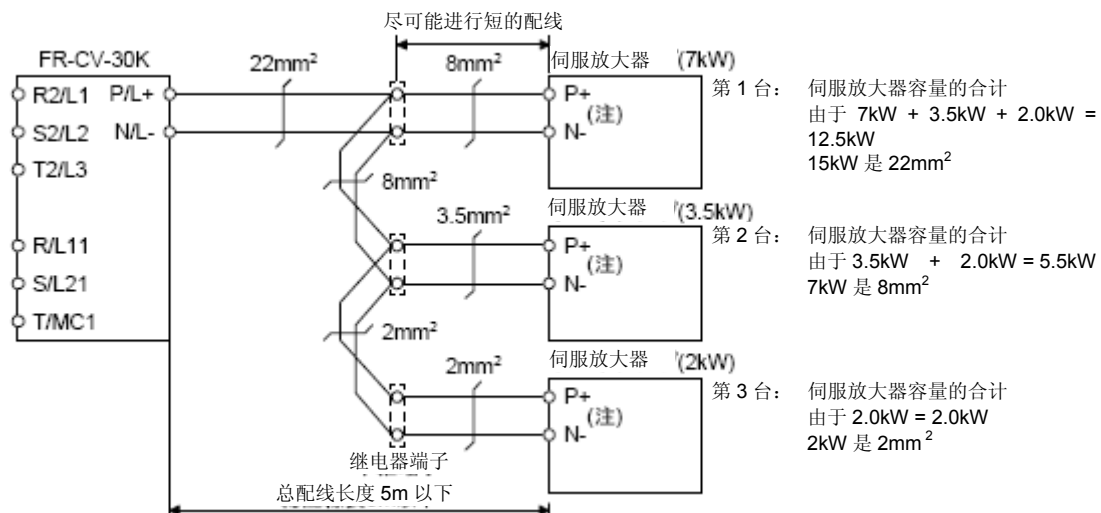 尽可能进行短的配线
FR-CV-30K
22mm²
8mm²
伺服放大器 (7kW)
R2/L1 P/L+
P+
(注)
第 1 台： 伺服放大器容量的合计
由于 7kW + 3.5kW + 2.0kW =
12.5kW
15kW 是 22mm²
S2/L2 N/L-
N-
T2/L3
8mm²
3.5mm²
伺服放大器 (3.5kW)
R/L11
P+
(注)
第 2 台： 伺服放大器容量的合计
由于 3.5kW + 2.0kW = 5.5kW
7kW 是 8mm²
S/L21
N-
T/MC1
2mm²
2mm²
伺服放大器 (2kW)
P+
(注)
第 3 台： 伺服放大器容量的合计
由于 2.0kW = 2.0kW
2kW 是 2mm²
N-
继电器端子
总配线长度 5m 以下